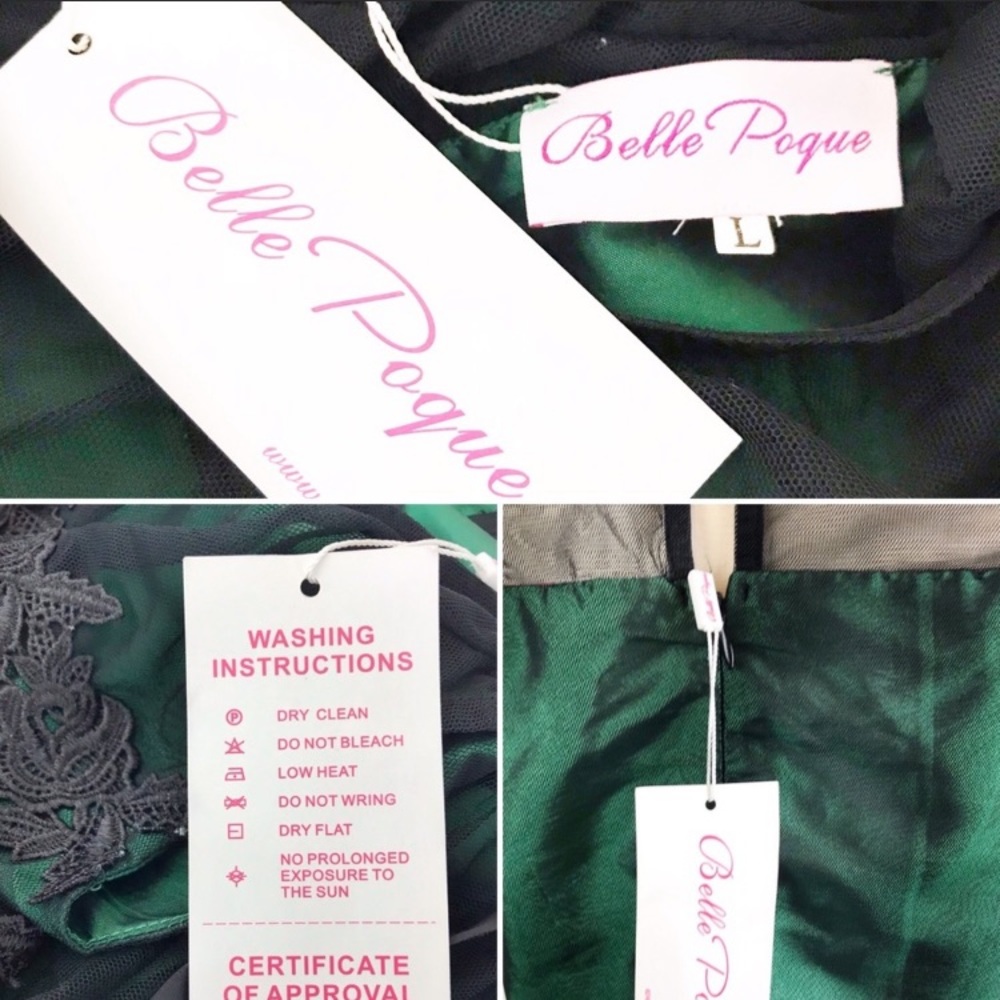 Belle Poque
www
Belle Poque
L
WASHING
INSTRUCTIONS
P
DRY CLEAN
DO NOT BLEACH
LOW HEAT
DO NOT WRING
DRY FLAT
NO PROLONGED
EXPOSURE TO
THE SUN
CERTIFICATE
OF APPROVAL
Belle P